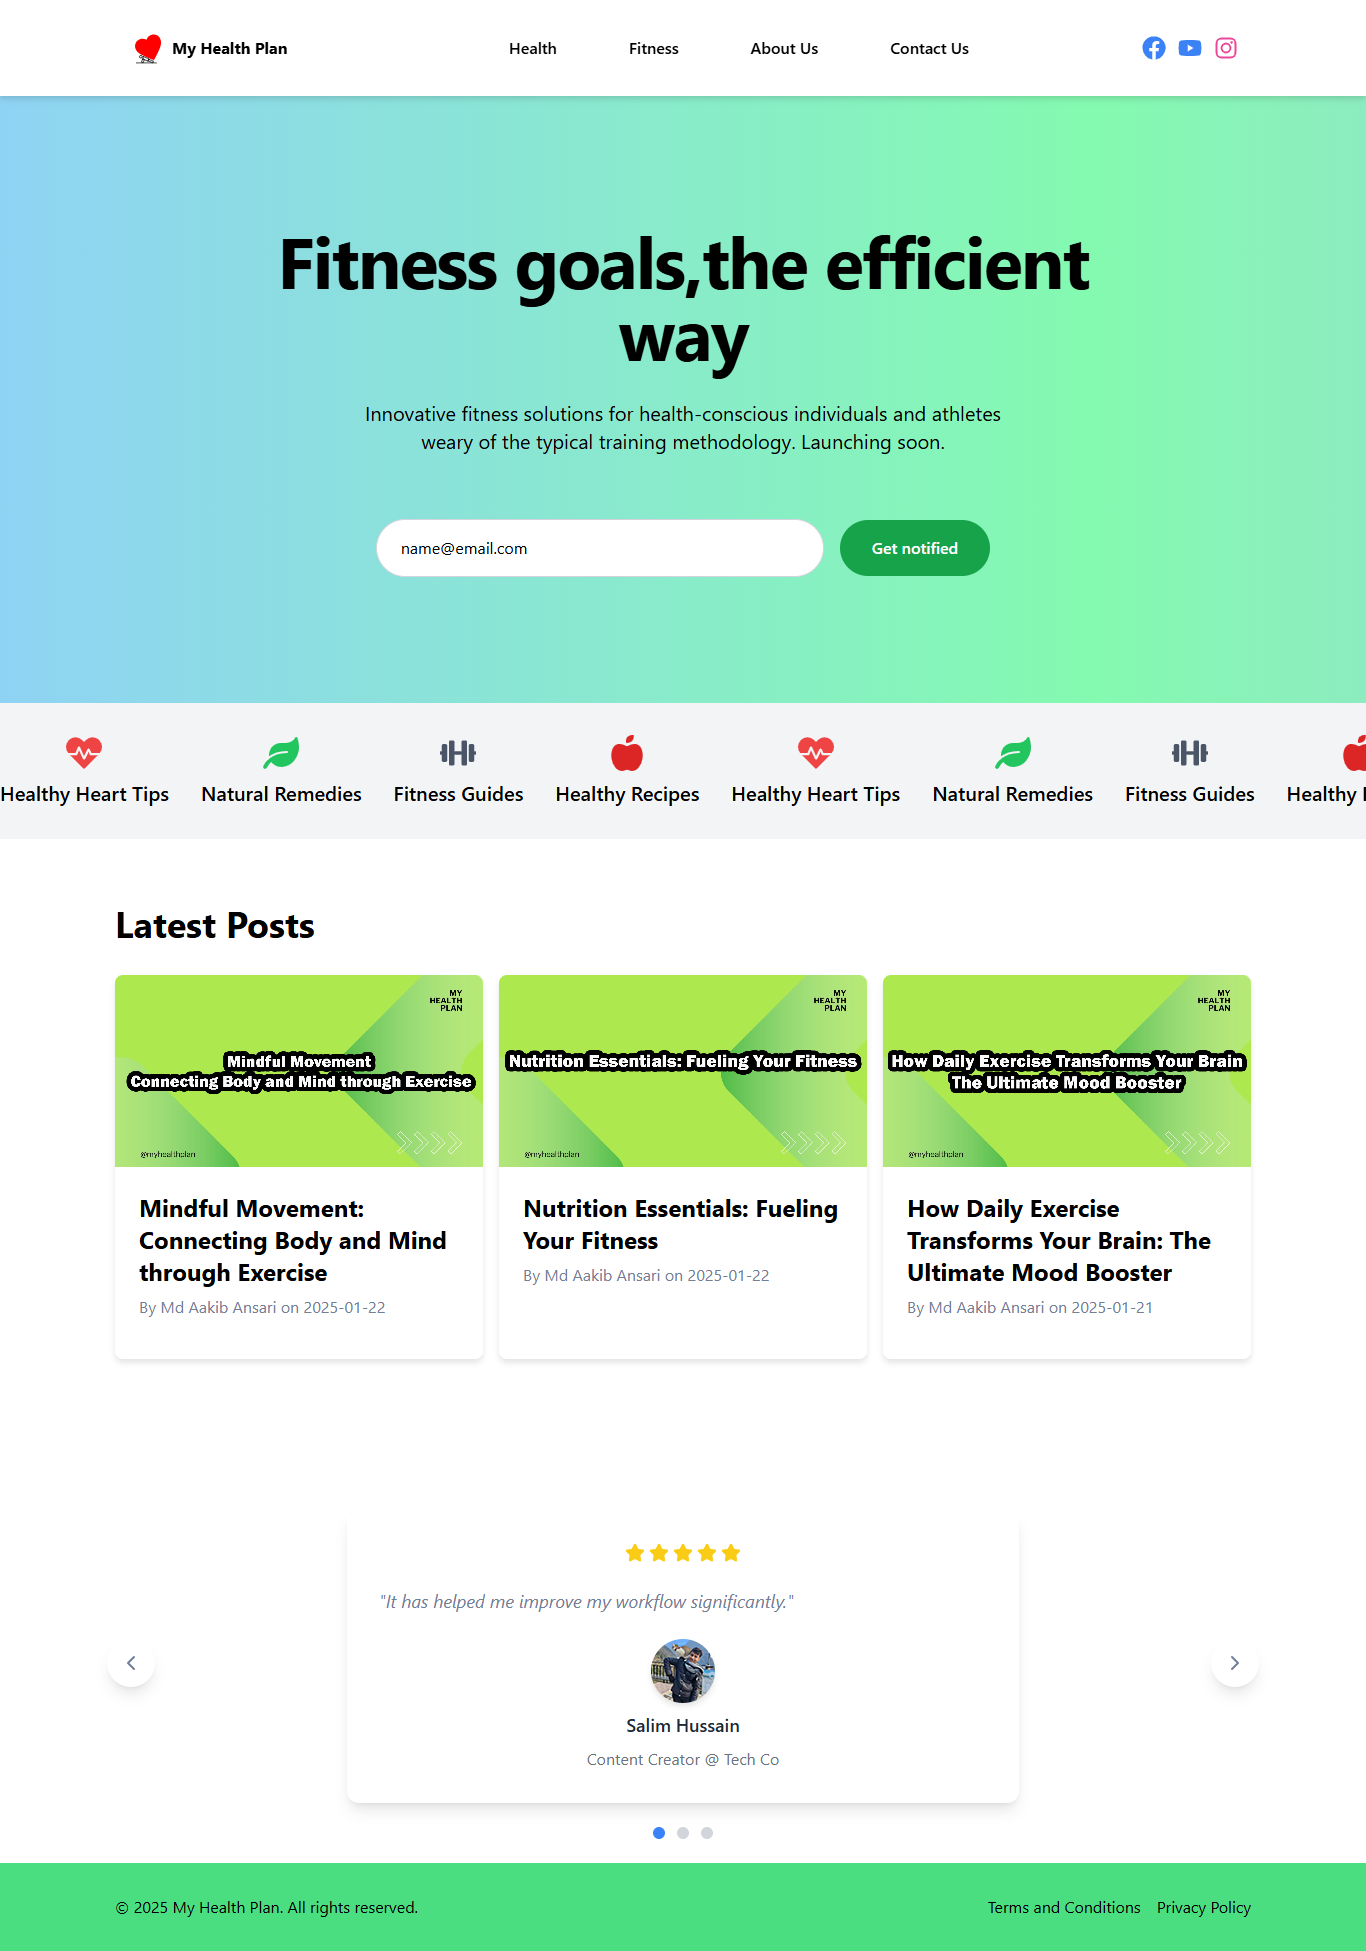 My Health Plan
Health
Fitness
About Us
Contact Us
Fitness goals,the efficient
way
Innovative fitness solutions for health-conscious individuals and athletes
weary of the typical training methodology. Launching soon.
name@email.com
Get notified
Healthy Heart Tips
Natural Remedies
Fitness Guides
Healthy Recipes
Healthy Heart Tips
Natural Remedies
Fitness Guides
Healthy
Latest Posts
MY
HEALTH
PLAN
Mindful Movement
Connecting Body and Mind through Exercise
@myhealthplan
MY
HEALTH
PLAN
Nutrition Essentials: Fueling Your Fitness
@myhealthplan
MY
HEALTH
PLAN
How Daily Exercise Transforms Your Brain
The Ultimate Mood Booster
@myhealthplan
Mindful Movement:
Connecting Body and Mind
through Exercise
By Md Aakib Ansari on 2025-01-22
Nutrition Essentials: Fueling
Your Fitness
By Md Aakib Ansari on 2025-01-22
How Daily Exercise
Transforms Your Brain: The
Ultimate Mood Booster
By Md Aakib Ansari on 2025-01-21
"It has helped me improve my workflow significantly."
Salim Hussain
Content Creator @ Tech Co
© 2025 My Health Plan. All rights reserved.
Terms and Conditions
Privacy Policy